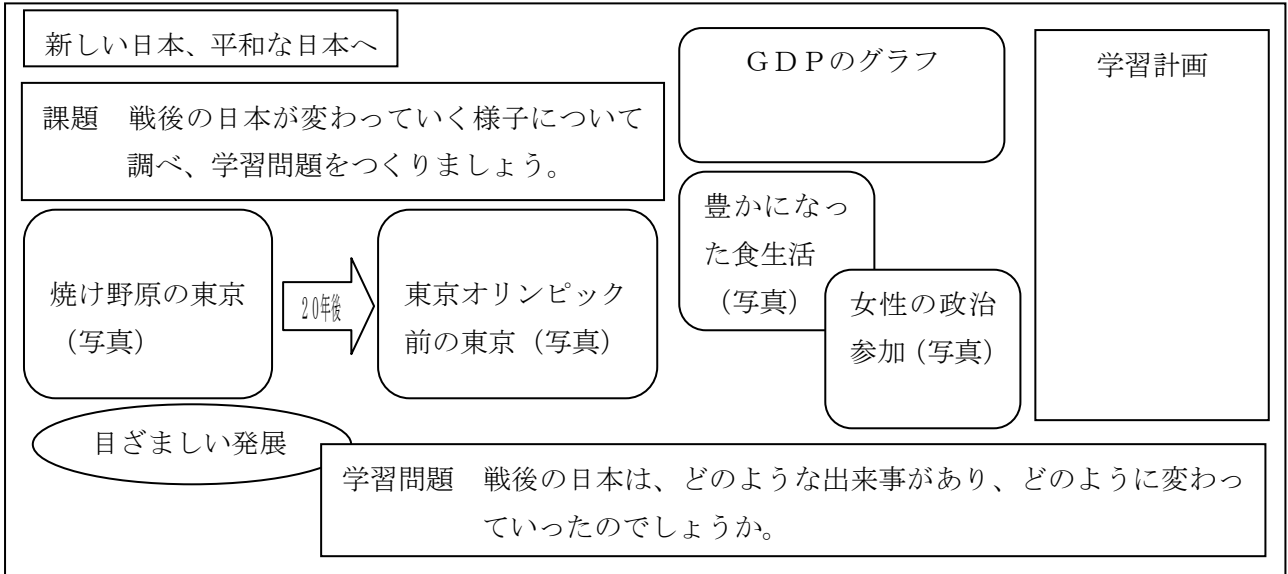 新しい日本、平和な日本へ
課題　戦後の日本が変わっていく様子について
調べ、学習問題をつくりましょう。
焼け野原の東京
（写真）
20年後
東京オリンピック
前の東京（写真）
目ざましい発展
ＧＤＰのグラフ
豊かになっ
た食生活
（写真）
女性の政治
参加（写真）
学習計画
学習問題　戦後の日本は、どのような出来事があり、どのように変わっ
ていったのでしょうか。